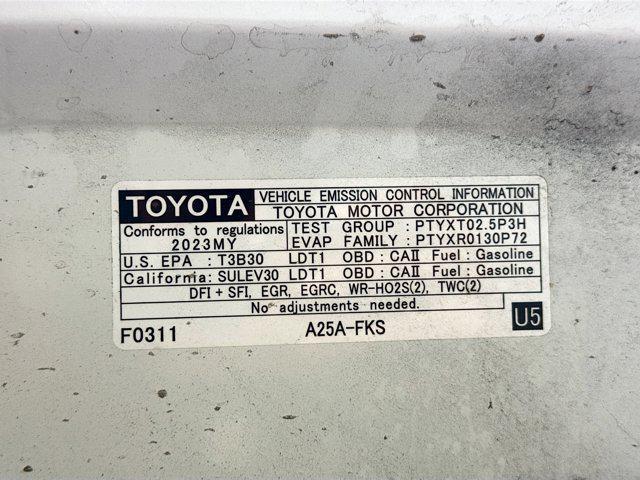 TOYOTA VEHICLE EMISSION CONTROL INFORMATION
TOYOTA MOTOR CORPORATION
Conforms to regulations TEST GROUP : PTYXT02.5P3H
2023MY EVAP FAMILY : PTYXR0130P72
U.S. EPA : T3B30 LDT1 OBD : CAII Fuel : Gasoline
California: SULEV30 LDT1 OBD : CAII Fuel : Gasoline
DFI + SFI, EGR, EGRC, WR-HO2S(2), TWC(2)
No adjustments needed.
F0311 A25A-FKS U5